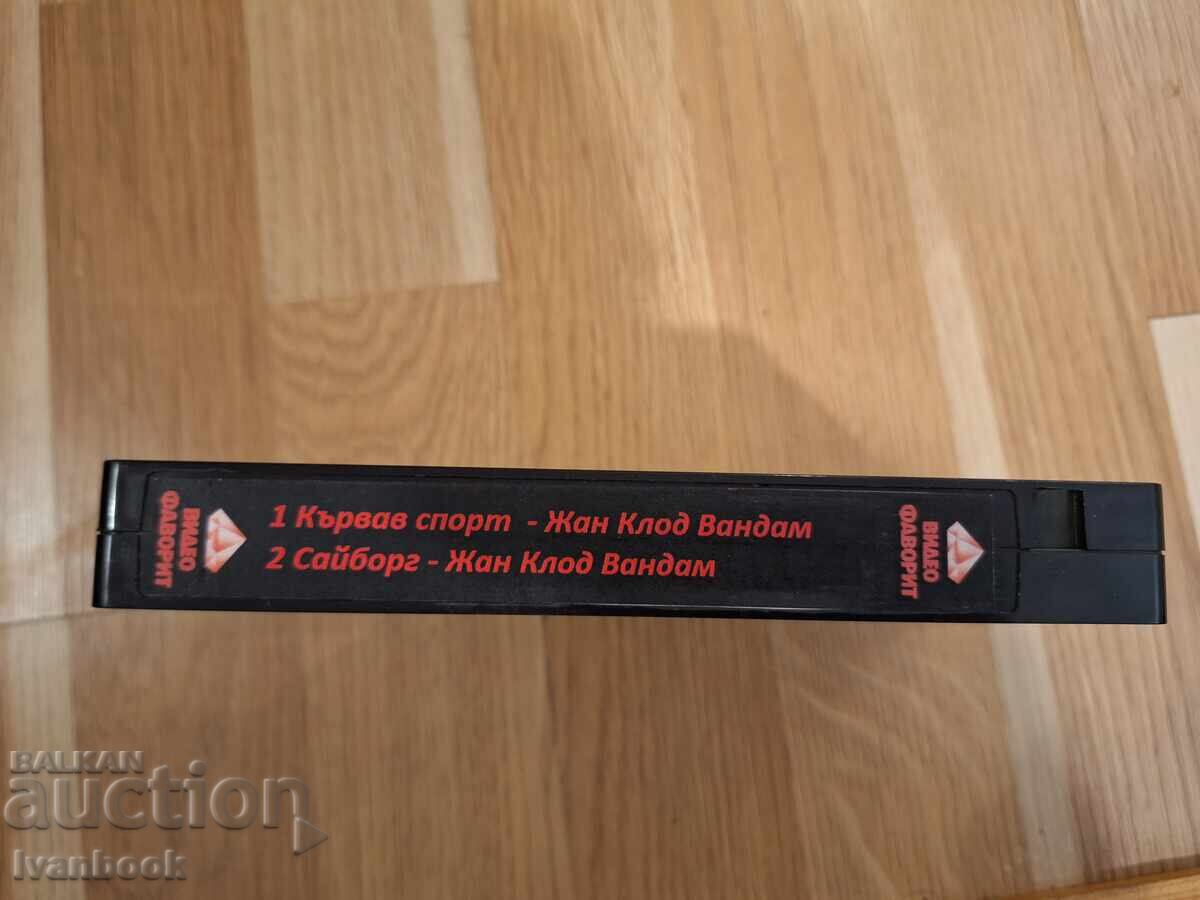 ВИДЕО
ФАВОРИТ
1 Кървав спорт - Жан Клод Вандам
2 Сайборг - Жан Клод Вандам
ВИДЕО
ФАВОРИТ
BALKAN
auction
Ivanbook